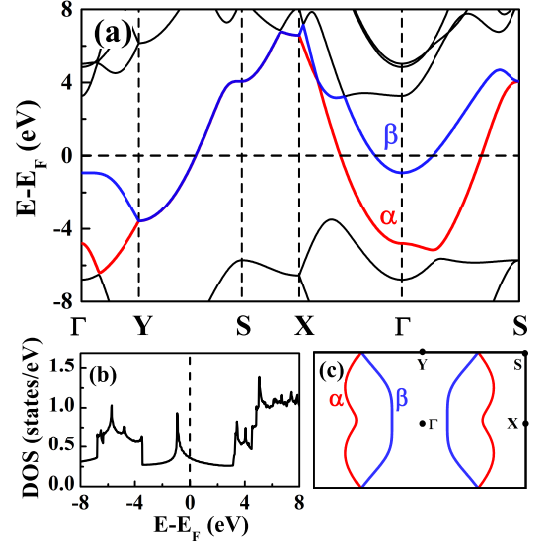 (a)
E-E_F (eV)
8
4
0
-4
-8
β
α
Γ Y S X Γ S
(b)
DOS (states/eV)
1.5
1.0
0.5
0.0
-8 -4 0 4 8
E-E_F (eV)
(c)
Y S
α β Γ X